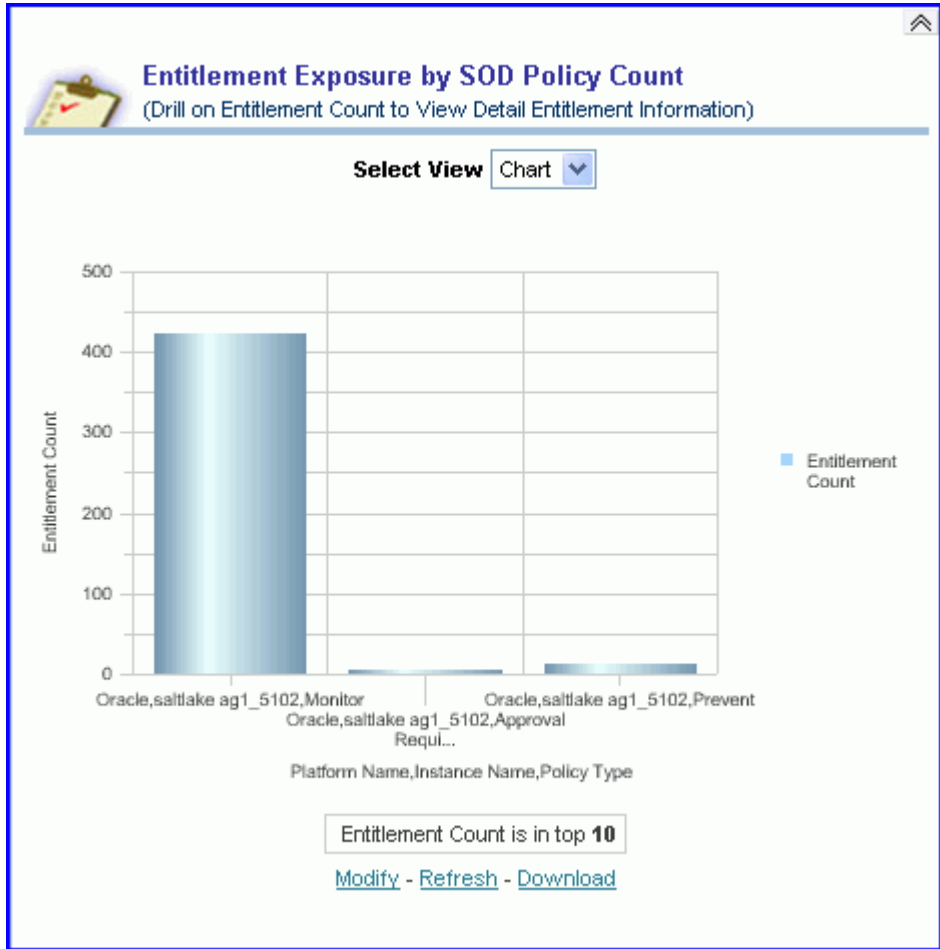 Entitlement Exposure by SOD Policy Count
(Drill on Entitlement Count to View Detail Entitlement Information)
Select View Chart
500
400
300
200
100
0
Entitlement Count
Entitlement
Count
Oracle,saltlake ag1_5102,Monitor
Oracle,saltlake ag1_5102,Approval
Requi...
Oracle,saltlake ag1_5102,Prevent
Platform Name,Instance Name,Policy Type
Entitlement Count is in top 10
Modify - Refresh - Download